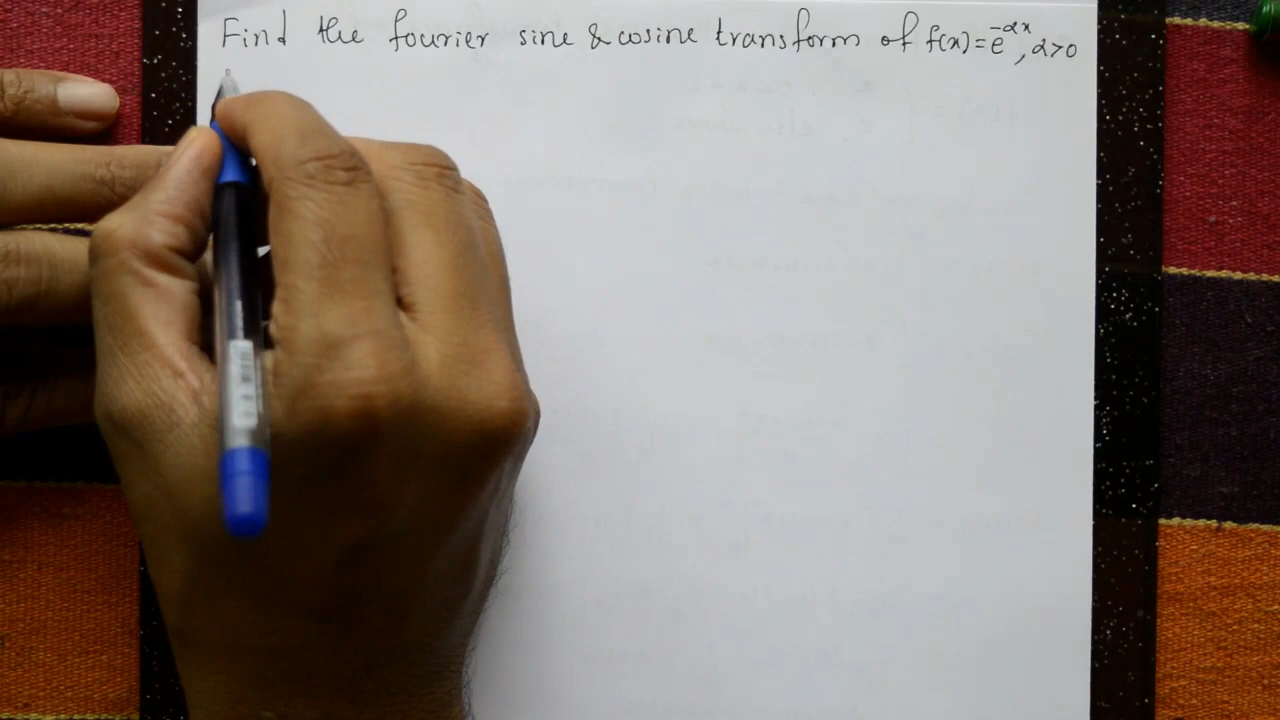 Find the fourier sine & cosine transform of f(x)=e^-αx, α>0